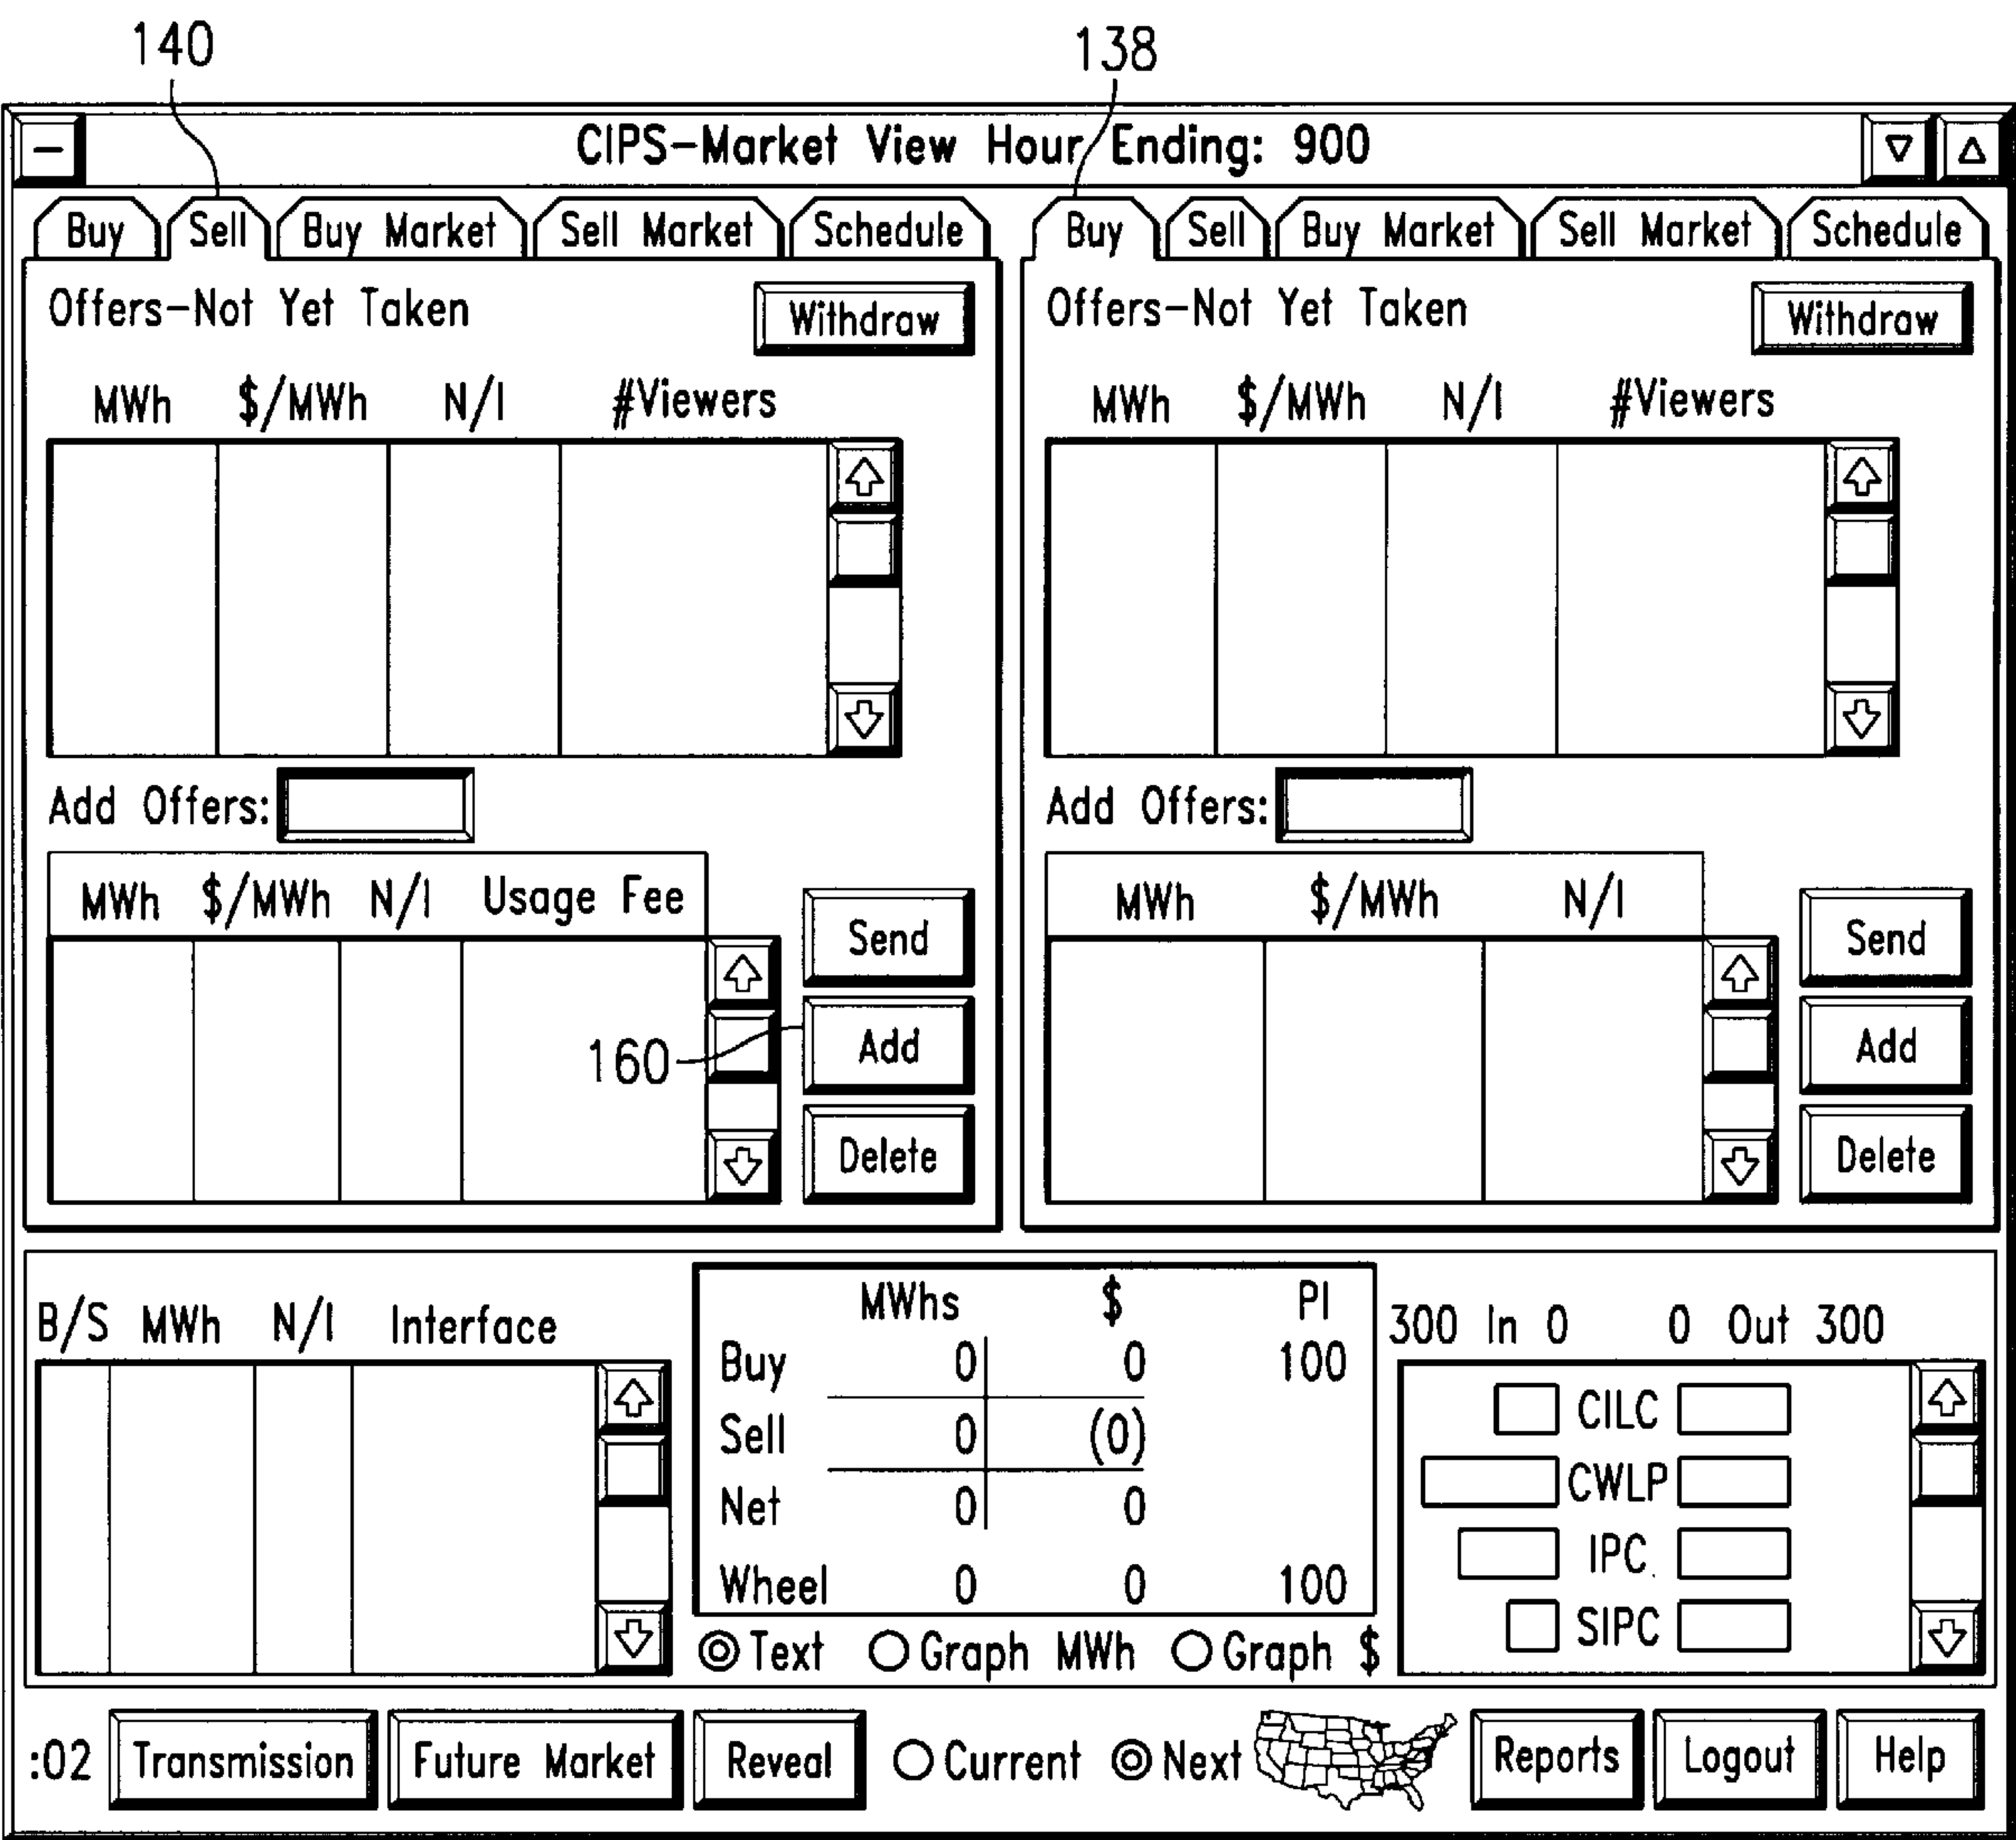 140
138
CIPS-Market View Hour Ending: 900
Buy Sell Buy Market Sell Market Schedule
Buy Sell Buy Market Sell Market Schedule
Offers-Not Yet Taken Withdraw
MWh $/MWh N/I #Viewers
Add Offers:
MWh $/MWh N/I Usage Fee
Send
160
Add
Delete
Offers-Not Yet Taken Withdraw
MWh $/MWh N/I #Viewers
Add Offers:
MWh $/MWh N/I
Send
Add
Delete
B/S MWh N/I Interface
MWhs $ PI
Buy 0 0 100
Sell 0 (0)
Net 0 0
Wheel 0 0 100
Text Graph MWh Graph $
300 In 0 0 Out 300
CILC
CWLP
IPC
SIPC
:02 Transmission Future Market Reveal Current Next Reports Logout Help